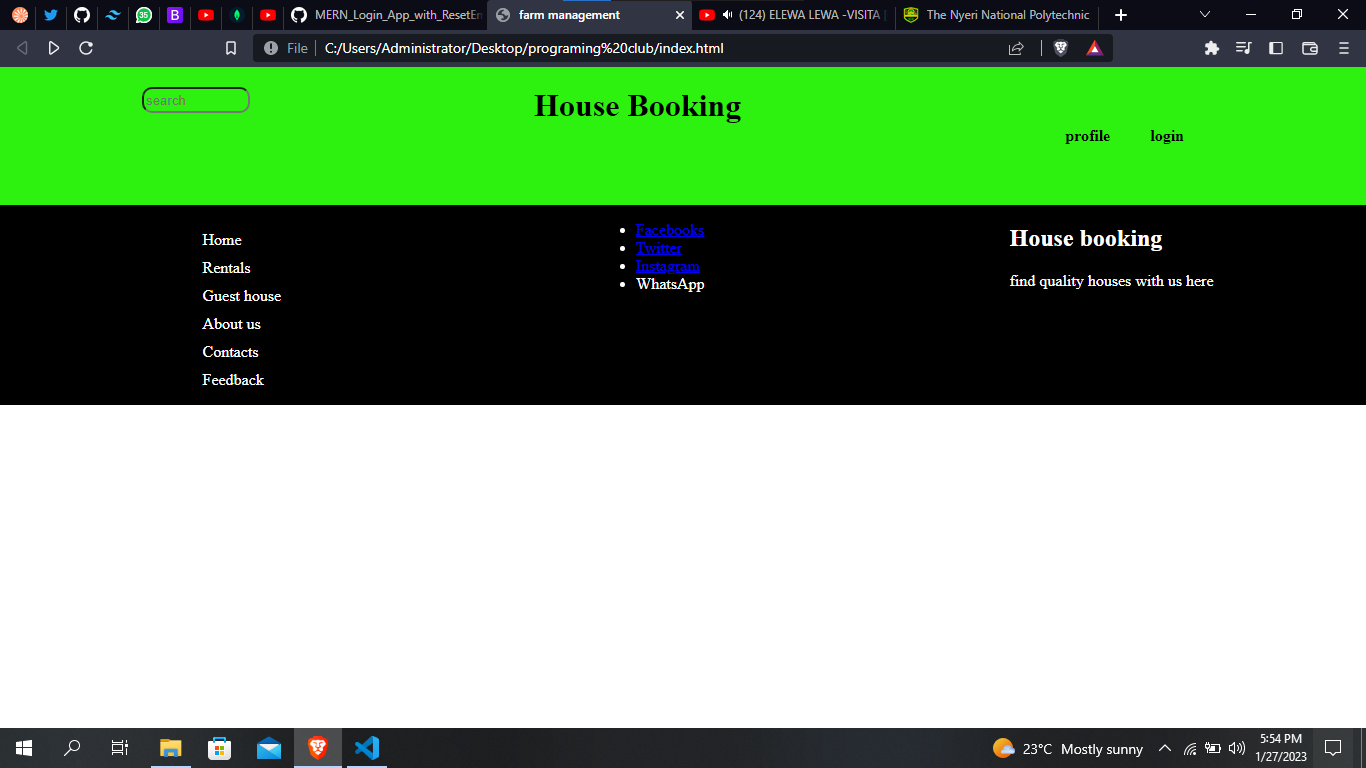 35
B
MERN_Login_App_with_ResetEm
farm management
(124) ELEWA LEWA -VISITA
The Nyeri National Polytechnic
File
C:/Users/Administrator/Desktop/programing%20club/index.html
search
House Booking
profile login
Home
Rentals
Guest house
About us
Contacts
Feedback
Facebooks
Twitter
Instagram
WhatsApp
House booking
find quality houses with us here
23°C Mostly sunny
5:54 PM
1/27/2023